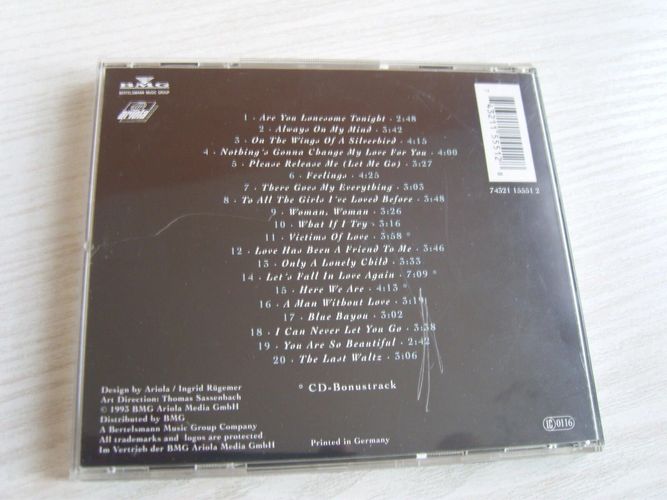 BMG
BERTELSMANN MUSIC GROUP
ariola
1 · Are You Lonesome Tonight · 2:48
2 · Always On My Mind · 3:42
3 · On The Wings Of A Silverbird · 4:15
4 · Nothing's Gonna Change My Love For You · 4:00
5 · Please Release Me (Let Me Go) · 3:27
6 · Feelings · 4:25
7 · There Goes My Everything · 3:03
8 · To All The Girls I've Loved Before · 3:48
9 · Woman, Woman · 3:26
10 · What If I Try · 3:16
11 · Victims Of Love · 3:58 *
12 · Love Has Been A Friend To Me · 3:46
13 · Only A Lonely Child · 3:33
14 · Let's Fall In Love Again · 7:09 *
15 · Here We Are · 4:13 *
16 · A Man Without Love · 3:19
17 · Blue Bayou · 3:02
18 · I Can Never Let You Go · 3:38
19 · You Are So Beautiful · 2:42
20 · The Last Waltz · 3:06
* CD-Bonustrack
7 43211 55512 8
74321 15551 2
Design by Ariola / Ingrid Rügemer
Art Direction: Thomas Sassenbach
© 1993 BMG Ariola Media GmbH
Distributed by BMG
A Bertelsmann Music Group Company
All trademarks and logos are protected
Im Vertrieb der BMG Ariola Media GmbH
Printed in Germany
LC 0116